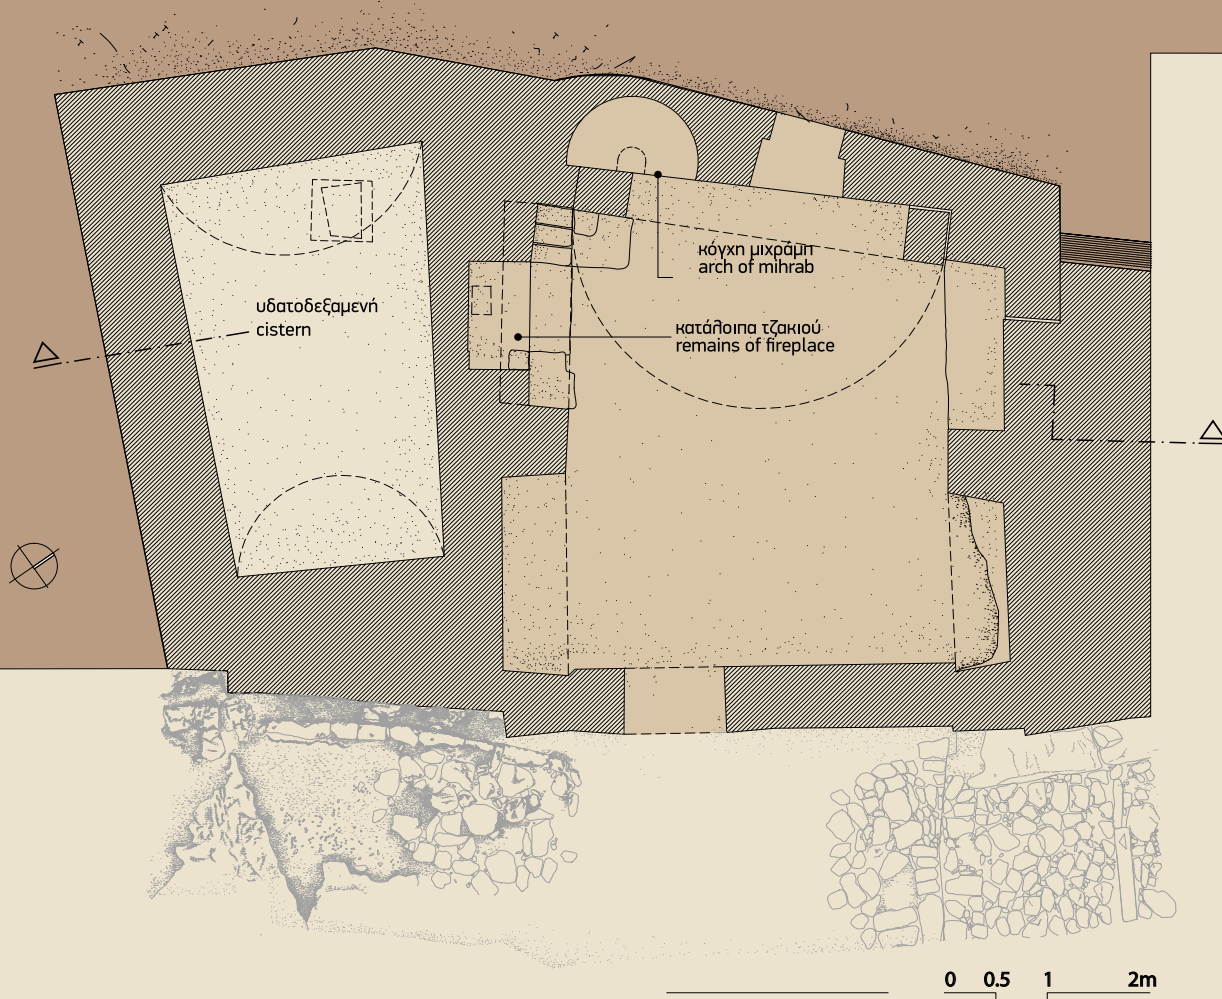 κόγχη μιχράμπ
arch of mihrab
υδατοδεξαμενή
cistern
κατάλοιπα τζακιού
remains of fireplace
0 0.5 1 2m